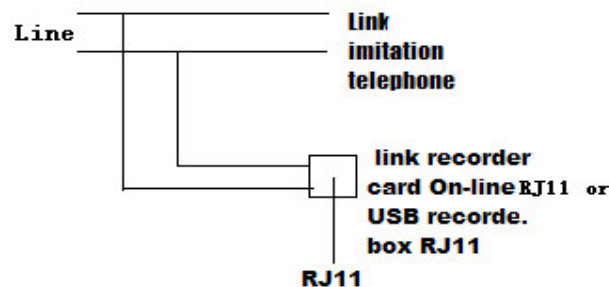 Line
Link
imitation
telephone
link recorder
card On-line RJ11 or
USB recorde.
box RJ11
RJ11